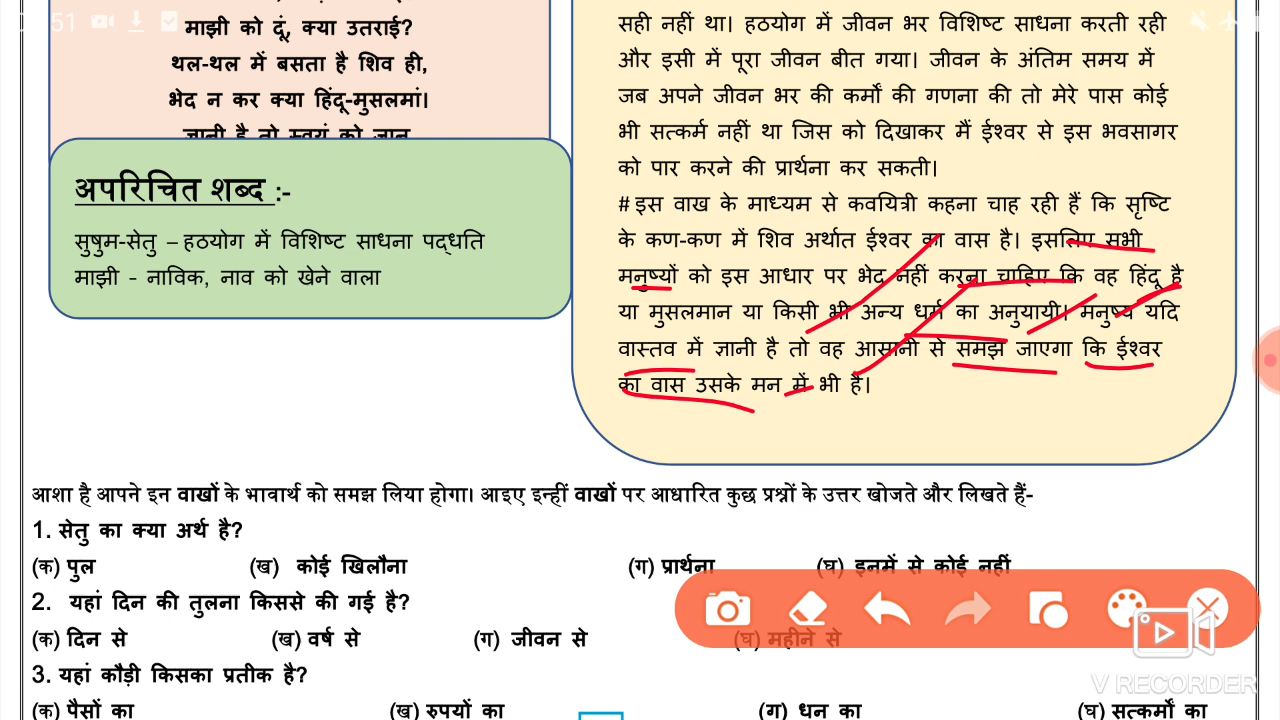 51
माझी को दूं, क्या उतराई?
थल-थल में बसता है शिव ही,
भेद न कर क्या हिंदू-मुसलमां।
ज्ञानी है तो स्वयं को जान
अपरिचित शब्द :-
सुषुम-सेतु – हठयोग में विशिष्ट साधना पद्धति
माझी - नाविक, नाव को खेने वाला
सही नहीं था। हठयोग में जीवन भर विशिष्ट साधना करती रही
और इसी में पूरा जीवन बीत गया। जीवन के अंतिम समय में
जब अपने जीवन भर की कर्मों की गणना की तो मेरे पास कोई
भी सत्कर्म नहीं था जिस को दिखाकर मैं ईश्वर से इस भवसागर
को पार करने की प्रार्थना कर सकती।
# इस वाख के माध्यम से कवयित्री कहना चाह रही हैं कि सृष्टि
के कण-कण में शिव अर्थात ईश्वर का वास है। इसलिए सभी
मनुष्यों को इस आधार पर भेद नहीं करना चाहिए कि वह हिंदू है
या मुसलमान या किसी भी अन्य धर्म का अनुयायी। मनुष्य यदि
वास्तव में ज्ञानी है तो वह आसानी से समझ जाएगा कि ईश्वर
का वास उसके मन में भी है।
आशा है आपने इन वाखों के भावार्थ को समझ लिया होगा। आइए इन्हीं वाखों पर आधारित कुछ प्रश्नों के उत्तर खोजते और लिखते हैं-
1. सेतु का क्या अर्थ है?
(क) पुल (ख) कोई खिलौना (ग) प्रार्थना (घ) इनमें से कोई नहीं
2. यहां दिन की तुलना किससे की गई है?
(क) दिन से (ख) वर्ष से (ग) जीवन से (घ) महीने से
3. यहां कौड़ी किसका प्रतीक है?
(क) पैसों का (ख) रुपयों का (ग) धन का (घ) सत्कर्मों का
V RECORDER